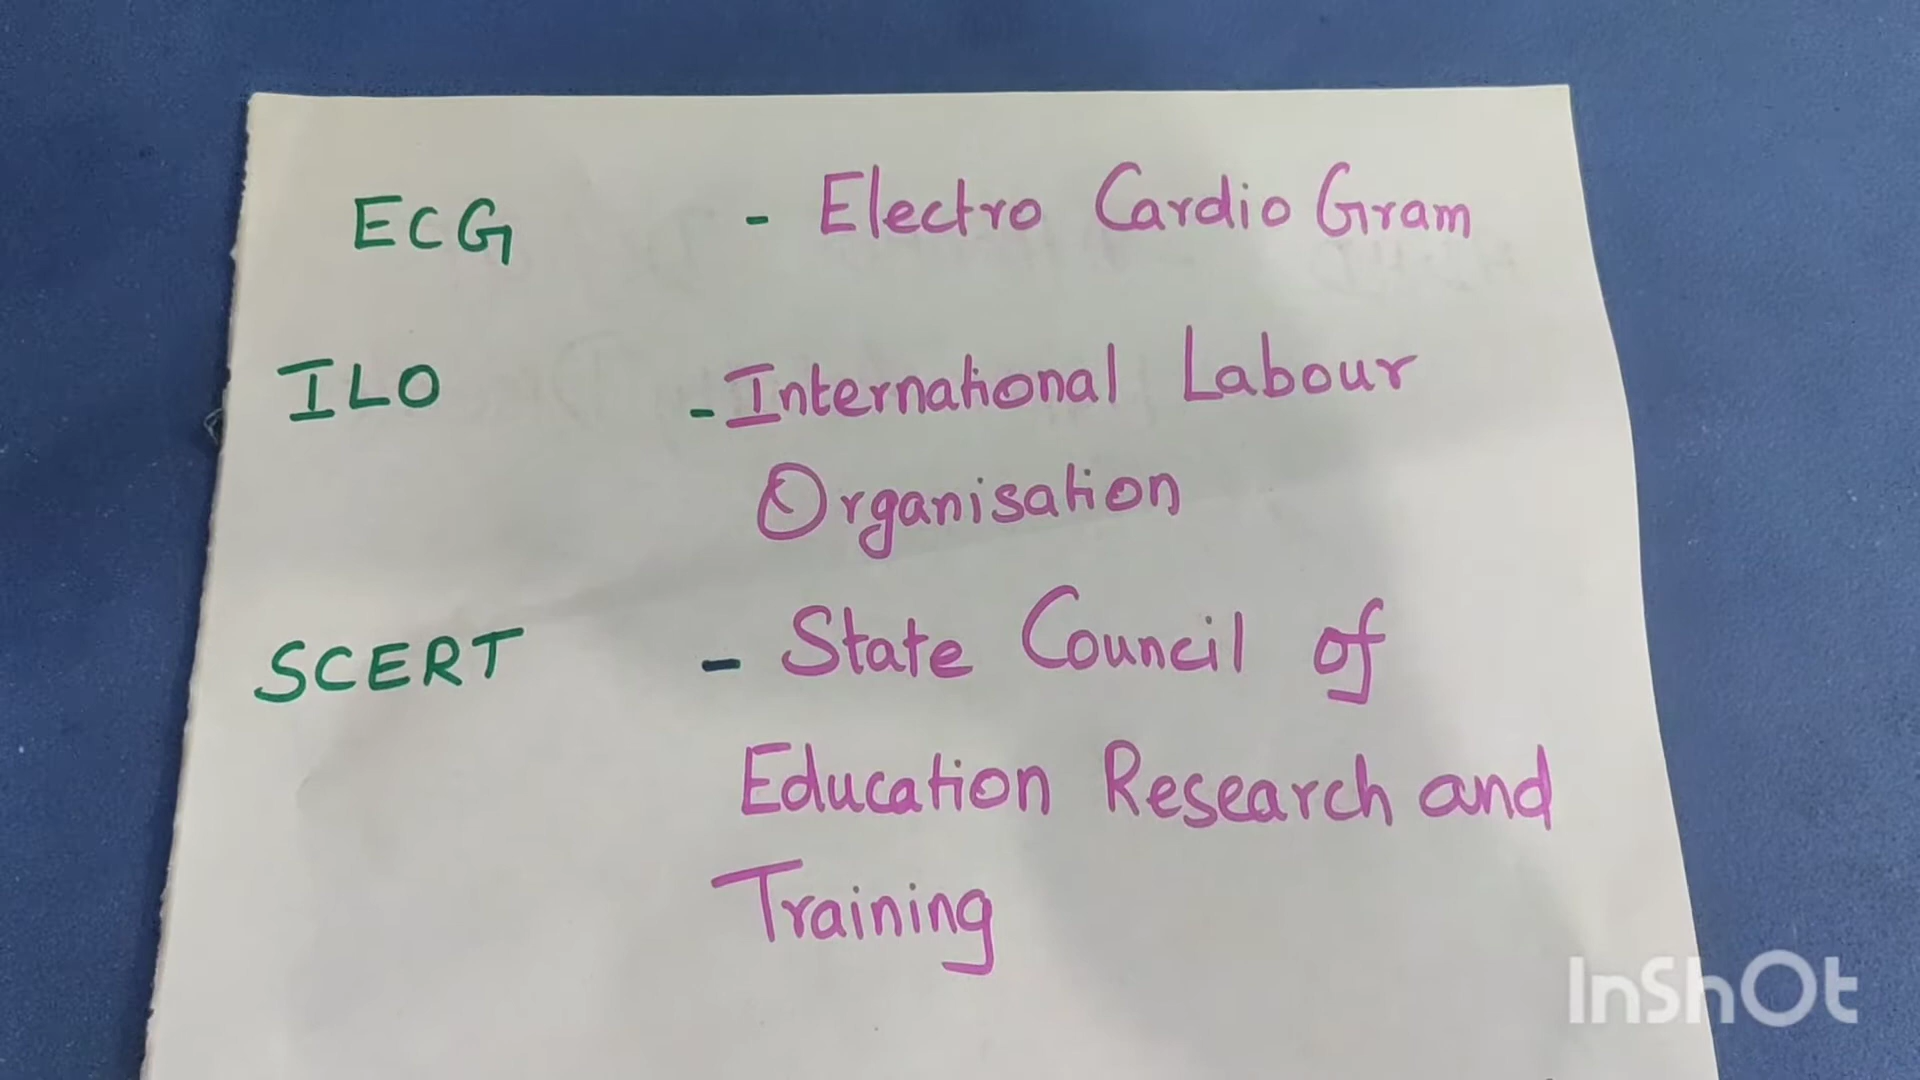 ECG - Electro Cardio Gram
ILO - International Labour
Organisation
SCERT - State Council of
Education Research and
Training
InShOt